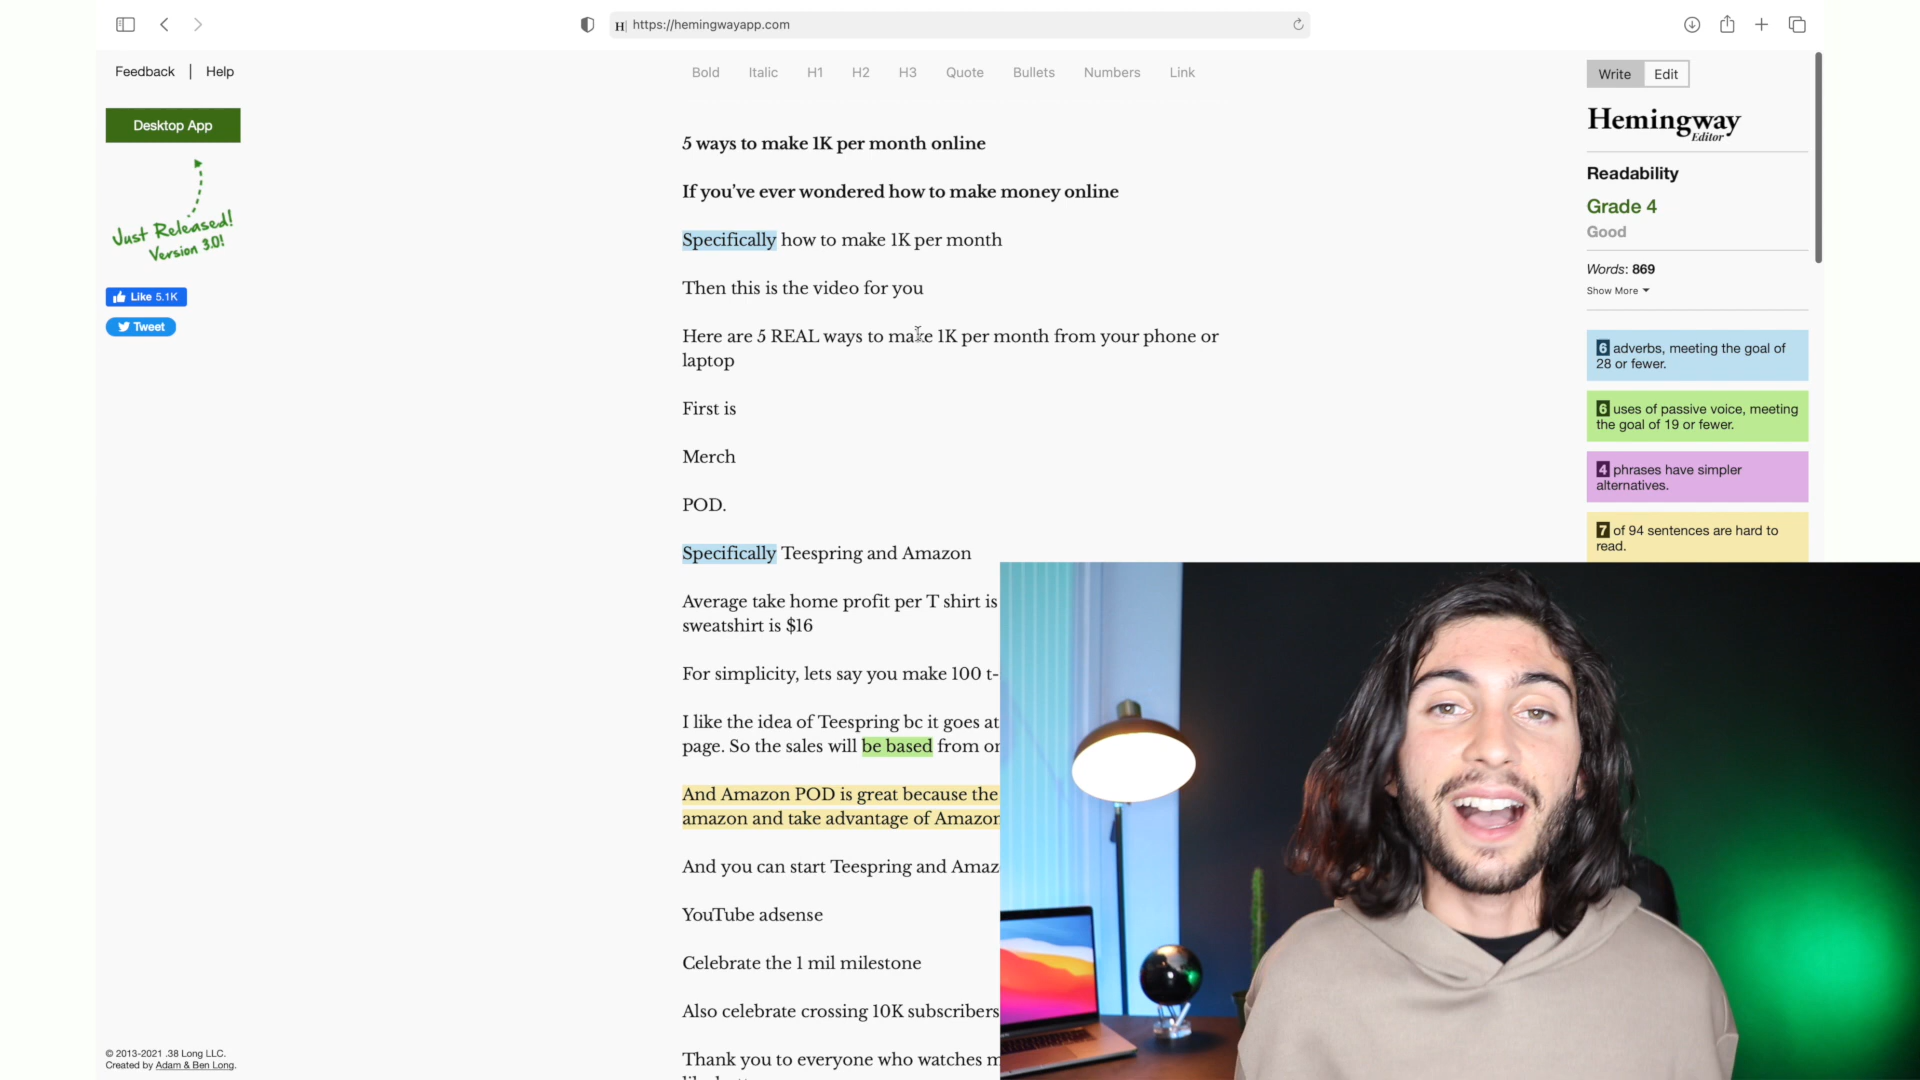 https://hemingwayapp.com
Feedback | Help
Bold Italic H1 H2 H3 Quote Bullets Numbers Link
Write Edit
Desktop App
Just Released!
Version 3.0!
Like 5.1K
Tweet
5 ways to make 1K per month online
If you’ve ever wondered how to make money online
Specifically how to make 1K per month
Then this is the video for you
Here are 5 REAL ways to make 1K per month from your phone or
laptop
First is
Merch
POD.
Specifically Teespring and Amazon
Average take home profit per T shirt is
sweatshirt is $16
For simplicity, lets say you make 100 t-
I like the idea of Teespring bc it goes at
page. So the sales will be based from
And Amazon POD is great because the
amazon and take advantage of Amazon
And you can start Teespring and Amaz
YouTube adsense
Celebrate the 1 mil milestone
Also celebrate crossing 10K subscribers
Thank you to everyone who watches
Hemingway
Editor
Readability
Grade 4
Good
Words: 869
Show More
6 adverbs, meeting the goal of
28 or fewer.
6 uses of passive voice, meeting
the goal of 19 or fewer.
4 phrases have simpler
alternatives.
7 of 94 sentences are hard to
read.
© 2013-2021 .38 Long LLC.
Created by Adam & Ben Long.